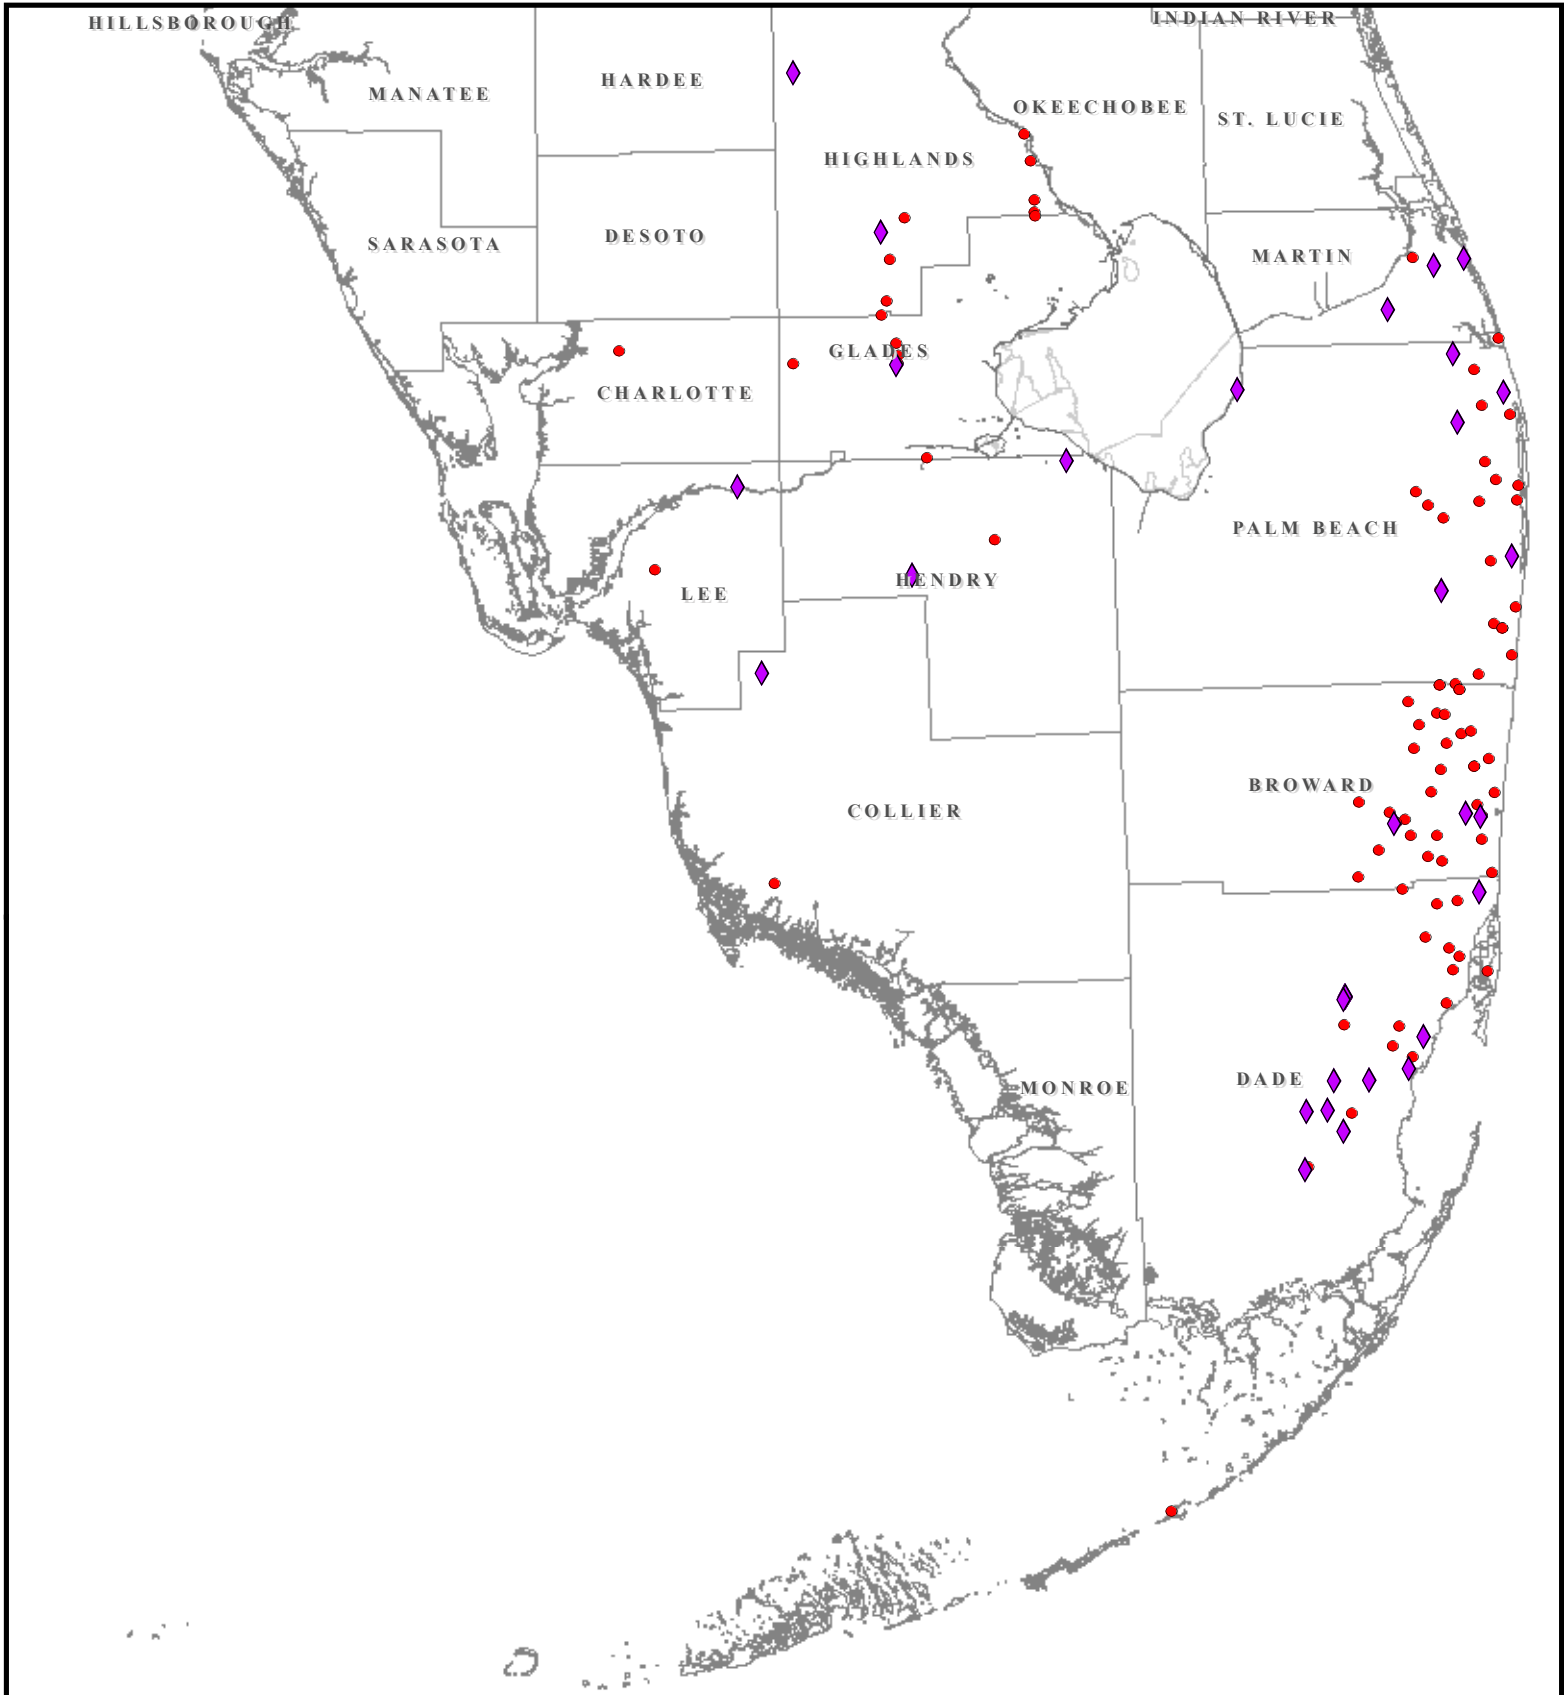 HILLSBOROUGH
INDIAN RIVER
HARDEE
MANATEE
OKEECHOBEE
ST. LUCIE
HIGHLANDS
DESOTO
SARASOTA
MARTIN
GLADES
CHARLOTTE
PALM BEACH
HENDRY
LEE
BROWARD
COLLIER
DADE
MONROE